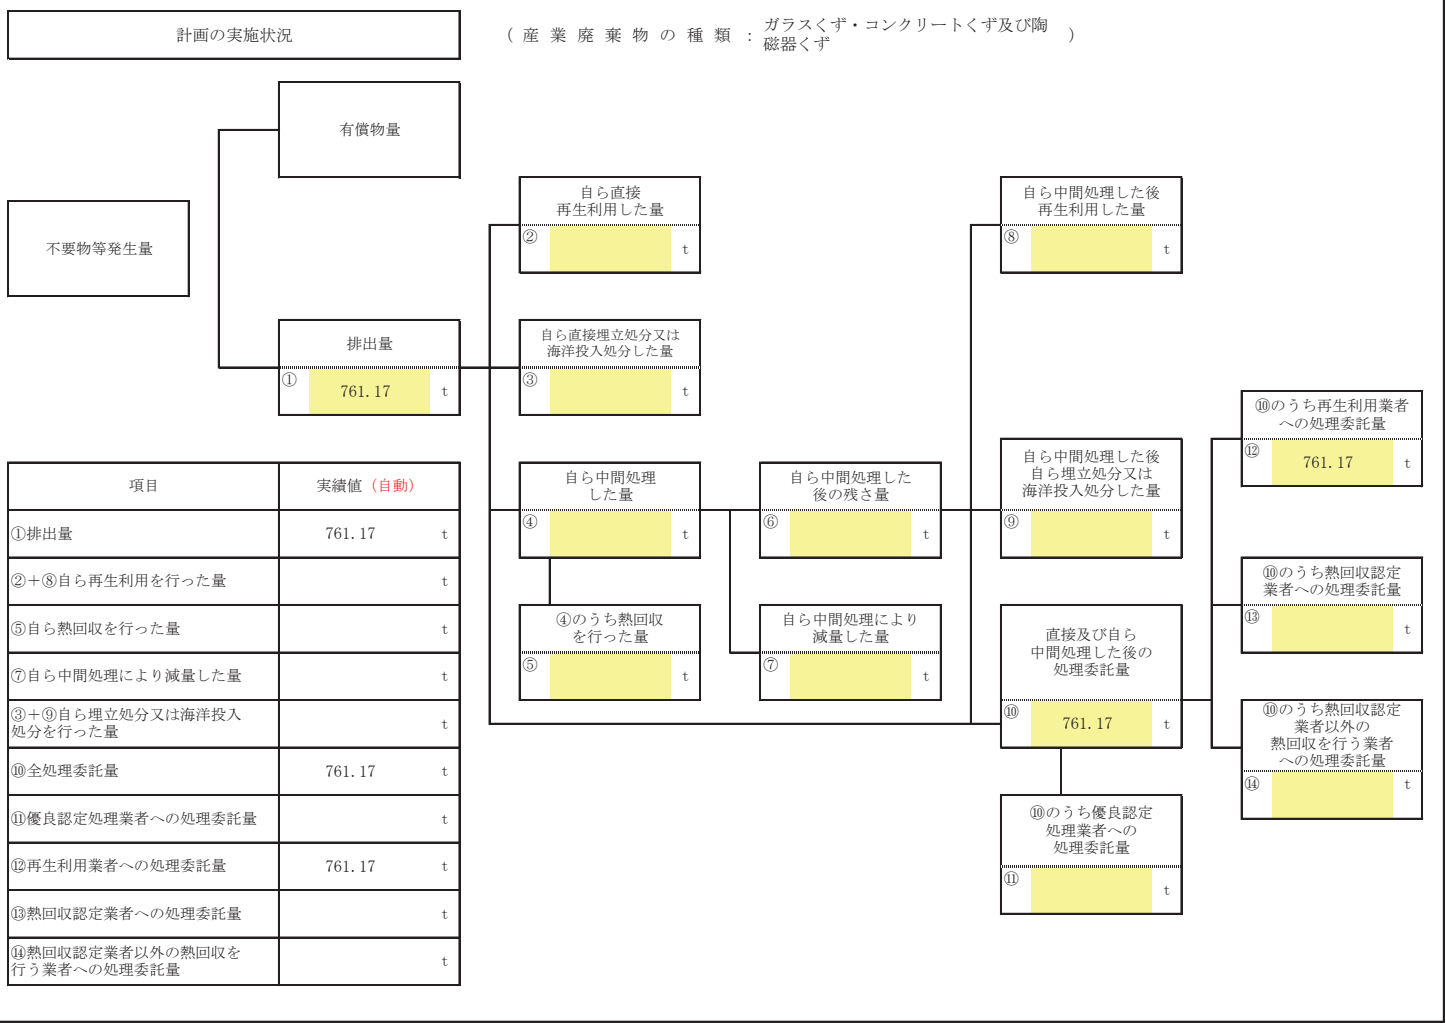 計画の実施状況
（産業廃棄物の種類：ガラスくず・コンクリートくず及び陶
磁器くず）
有償物量
不要物等発生量
排出量
① 761.17 t
自ら直接
再生利用した量
② t
自ら直接埋立処分又は
海洋投入処分した量
③ t
自ら中間処理
した量
④ t
④のうち熱回収
を行った量
⑤ t
自ら中間処理した
後の残さ量
⑥ t
自ら中間処理により
減量した量
⑦ t
自ら中間処理した後
再生利用した量
⑧ t
自ら中間処理した後
自ら埋立処分又は
海洋投入処分した量
⑨ t
直接及び自ら
中間処理した後の
処理委託量
⑩ 761.17 t
⑩のうち優良認定
処理業者への
処理委託量
⑪ t
⑩のうち再生利用業者
への処理委託量
⑫ 761.17 t
⑩のうち熱回収認定
業者への処理委託量
⑬ t
⑩のうち熱回収認定
業者以外の
熱回収を行う業者
への処理委託量
⑭ t
項目 実績値（自動）
①排出量 761.17 t
②＋⑧自ら再生利用を行った量 t
⑤自ら熱回収を行った量 t
⑦自ら中間処理により減量した量 t
③＋⑨自ら埋立処分又は海洋投入
処分を行った量 t
⑩全処理委託量 761.17 t
⑪優良認定処理業者への処理委託量 t
⑫再生利用業者への処理委託量 761.17 t
⑬熱回収認定業者への処理委託量 t
⑭熱回収認定業者以外の熱回収を
行う業者への処理委託量 t